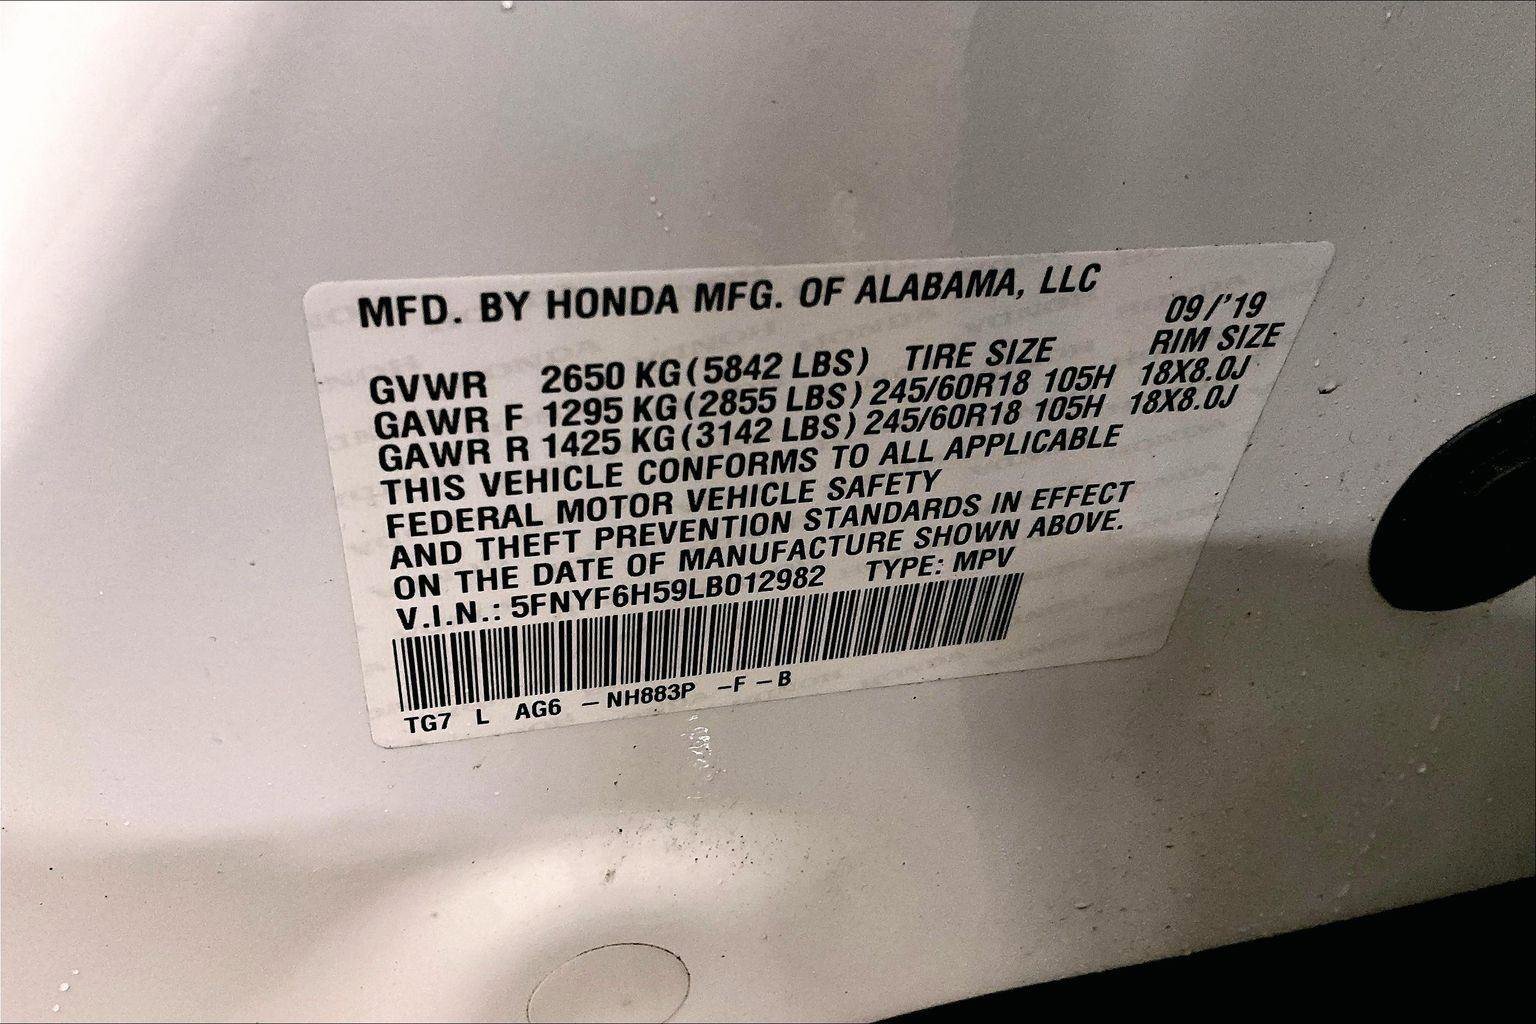 MFD. BY HONDA MFG. OF ALABAMA, LLC
09/'19
GVWR 2650 KG (5842 LBS) TIRE SIZE RIM SIZE
GAWR F 1295 KG (2855 LBS) 245/60R18 105H 18X8.0J
GAWR R 1425 KG (3142 LBS) 245/60R18 105H 18X8.0J
THIS VEHICLE CONFORMS TO ALL APPLICABLE
FEDERAL MOTOR VEHICLE SAFETY
AND THEFT PREVENTION STANDARDS IN EFFECT
ON THE DATE OF MANUFACTURE SHOWN ABOVE.
V.I.N.: 5FNYF6H59LB012982 TYPE: MPV
TG7 L AG6 – NH883P –F – B